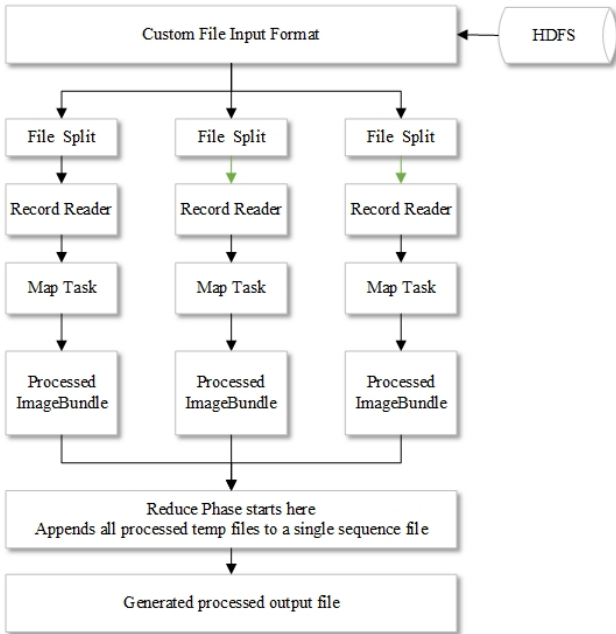 Custom File Input Format
HDFS
File Split
File Split
File Split
Record Reader
Record Reader
Record Reader
Map Task
Map Task
Map Task
Processed
ImageBundle
Processed
ImageBundle
Processed
ImageBundle
Reduce Phase starts here
Appends all processed temp files to a single sequence file
Generated processed output file